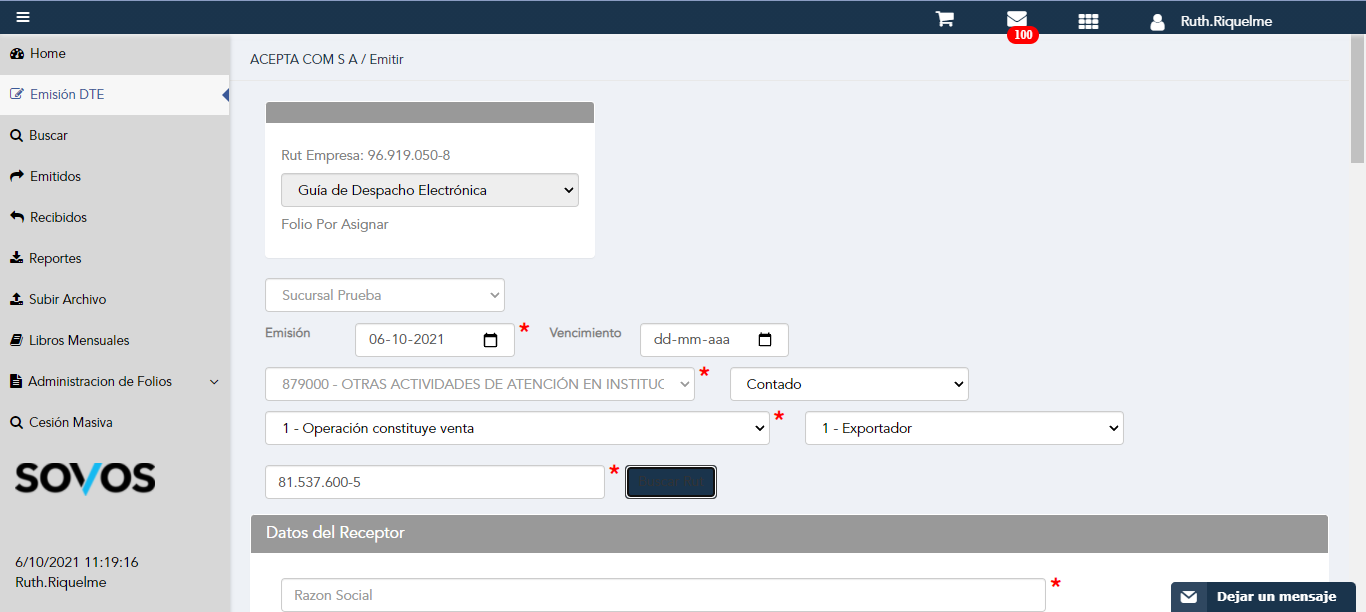 Ruth.Riquelme
100
Home
Emisión DTE
Buscar
Emitidos
Recibidos
Reportes
Subir Archivo
Libros Mensuales
Administracion de Folios
Cesión Masiva
SOVOS
6/10/2021 11:19:16
Ruth.Riquelme
ACEPTA COM S A / Emitir
Rut Empresa: 96.919.050-8
Guía de Despacho Electrónica
Folio Por Asignar
Sucursal Prueba
Emisión 06-10-2021 * Vencimiento dd-mm-aaa
879000 - OTRAS ACTIVIDADES DE ATENCIÓN EN INSTITUC * Contado
1 - Operación constituye venta * 1 - Exportador
81.537.600-5 *
Datos del Receptor
Razon Social *
Dejar un mensaje